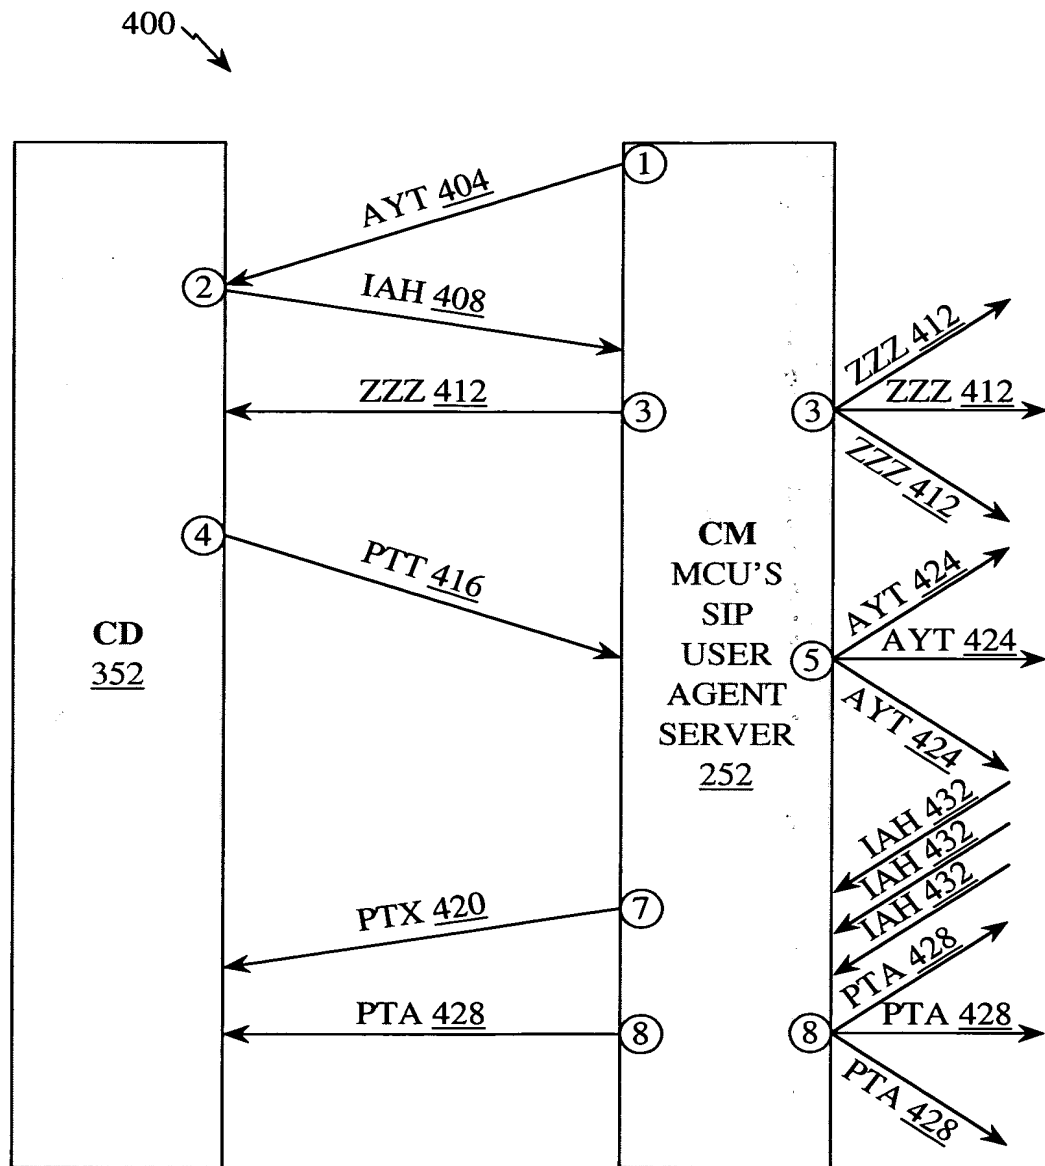 400
1
AYT 404
2
IAH 408
ZZZ 412
ZZZ 412
3
3
ZZZ 412
ZZZ 412
4
PTT 416
CM
MCU'S
SIP
USER
AGENT
SERVER
252
CD
352
AYT 424
AYT 424
5
AYT 424
IAH 432
IAH 432
IAH 432
7
PTX 420
PTA 428
PTA 428
8
8
PTA 428
PTA 428